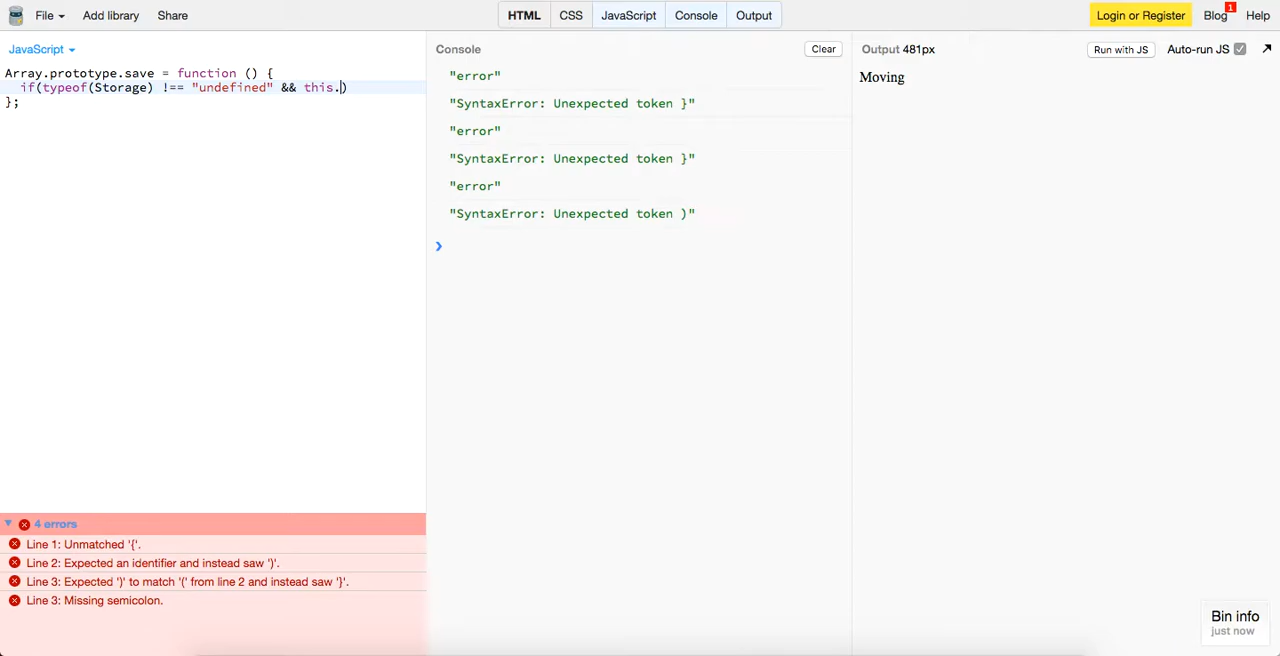 File Add library Share HTML CSS JavaScript Console Output Login or Register Blog 1 Help
JavaScript
Array.prototype.save = function () {
if(typeof(Storage) !== "undefined" && this.)
};
4 errors
Line 1: Unmatched '{'.
Line 2: Expected an identifier and instead saw ')'.
Line 3: Expected ')' to match '(' from line 2 and instead saw '}'.
Line 3: Missing semicolon.
Console Clear
"error"
"SyntaxError: Unexpected token }"
"error"
"SyntaxError: Unexpected token }"
"error"
"SyntaxError: Unexpected token )"
Output 481px Run with JS Auto-run JS
Moving
Bin info
just now